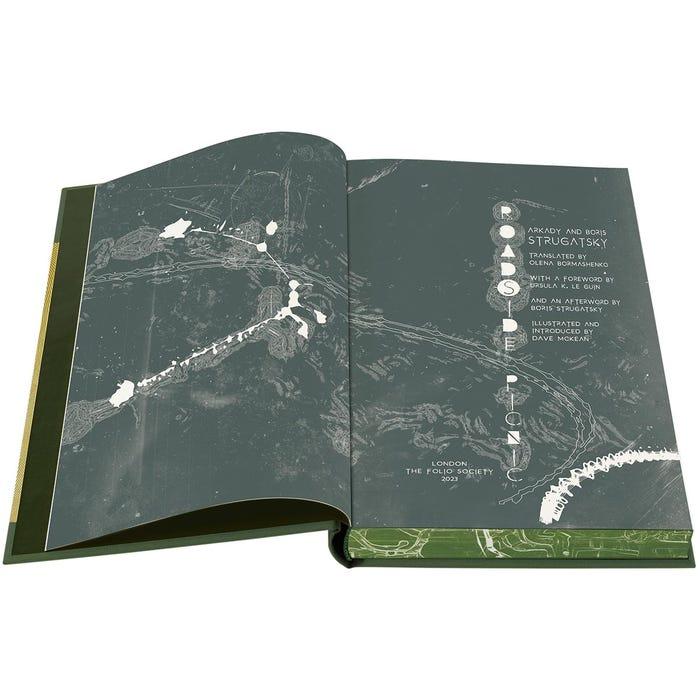 ROADSIDE PICNIC
ARKADY AND BORIS
STRUGATSKY
TRANSLATED BY
OLENA BORMASHENKO
WITH A FOREWORD BY
URSULA K. LE GUIN
AND AN AFTERWORD BY
BORIS STRUGATSKY
ILLUSTRATED AND
INTRODUCED BY
DAVE MCKEAN
LONDON
THE FOLIO SOCIETY
2023